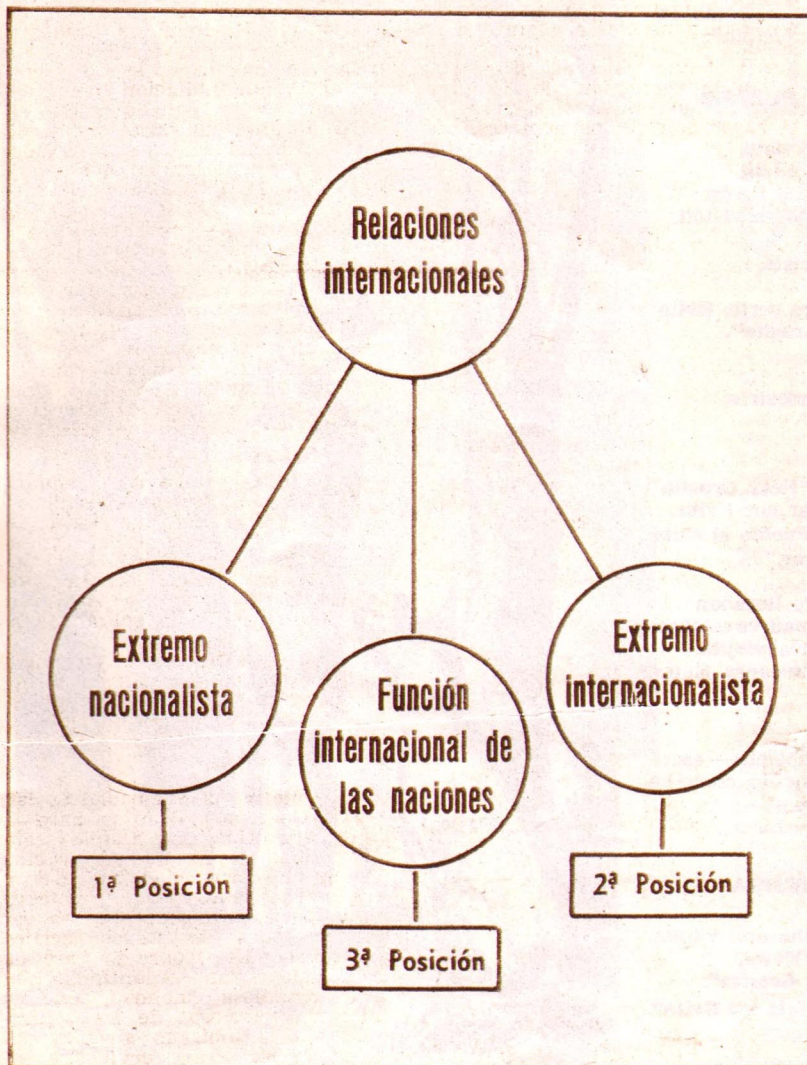 Relaciones
internacionales
Extremo
nacionalista
Función
internacional de
las naciones
Extremo
internacionalista
1ª Posición
3ª Posición
2ª Posición